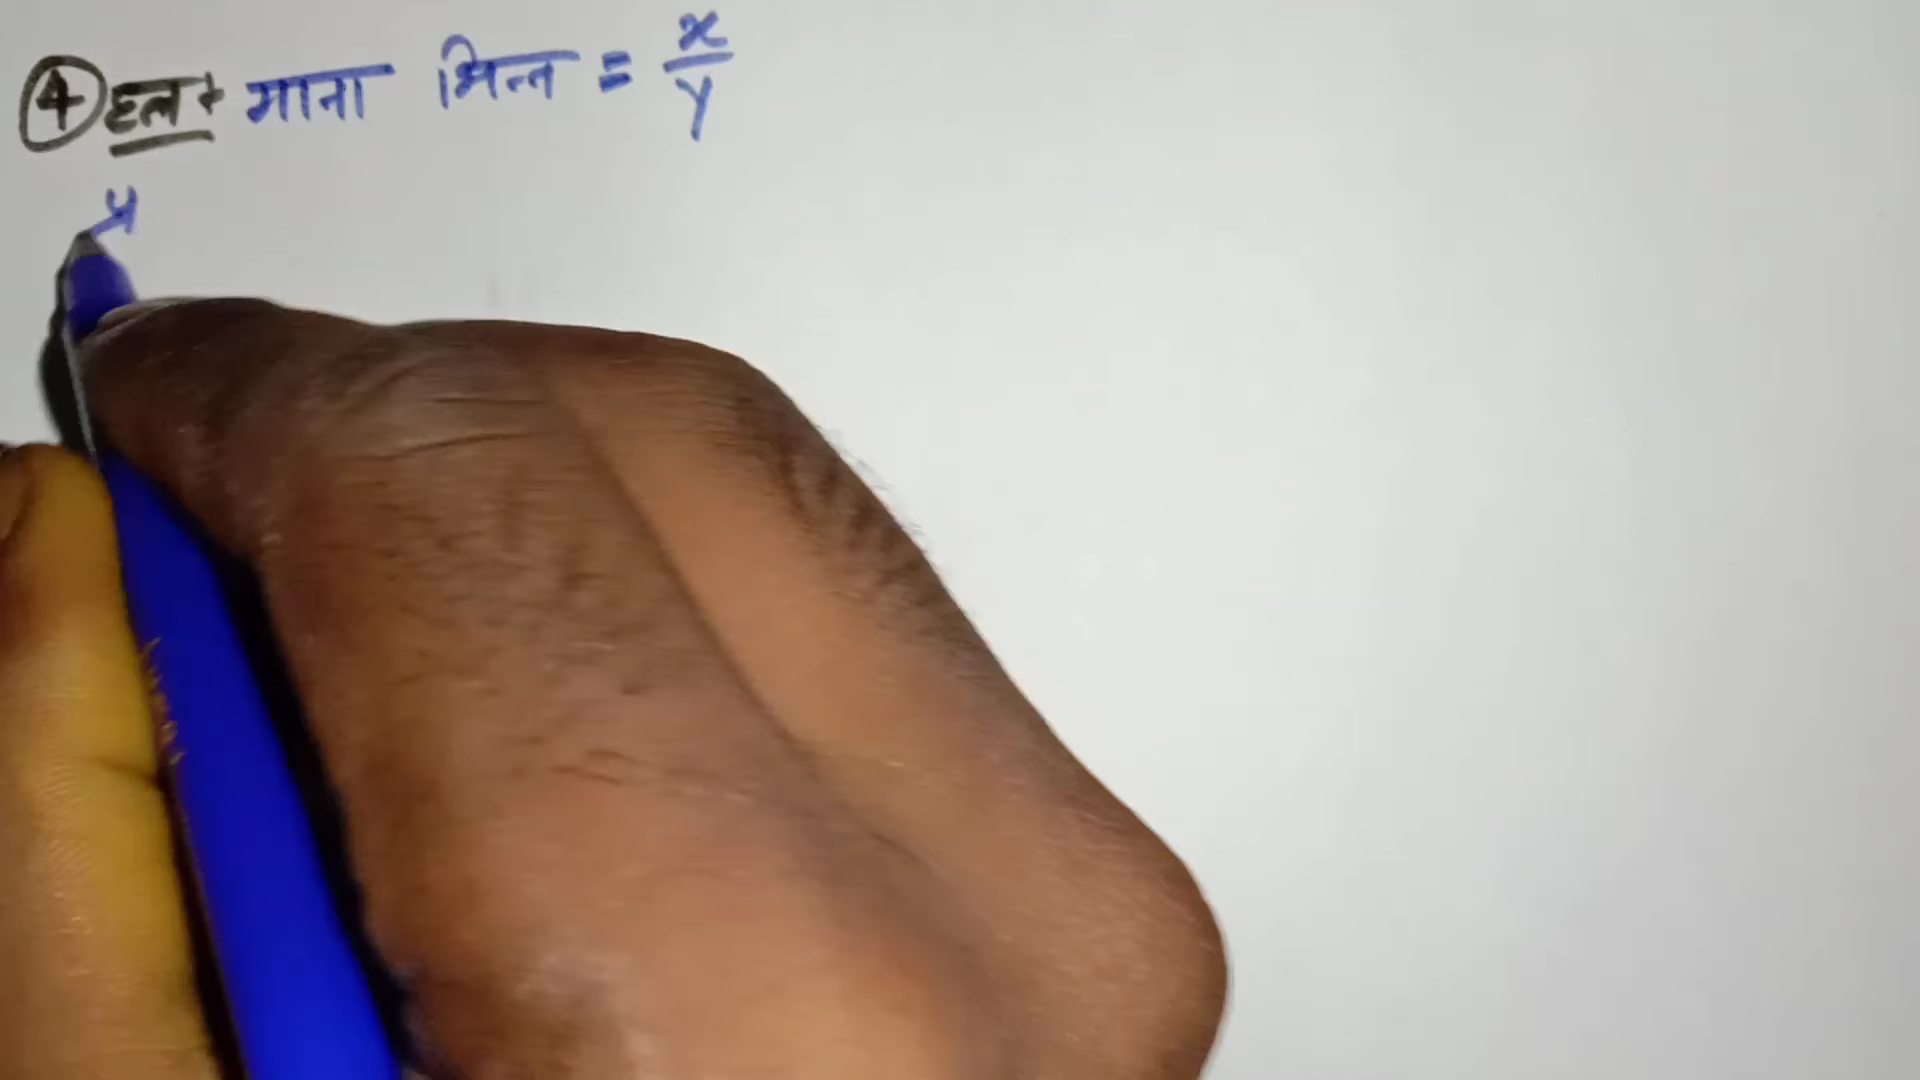 ④ हल + माना भिन्न = x/y